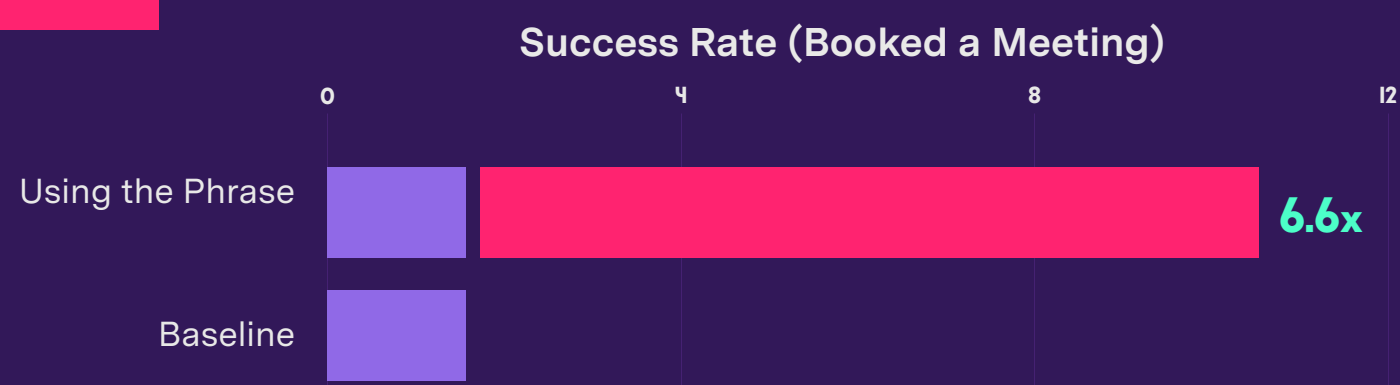 Success Rate (Booked a Meeting)
0 4 8 12
Using the Phrase
6.6x
Baseline